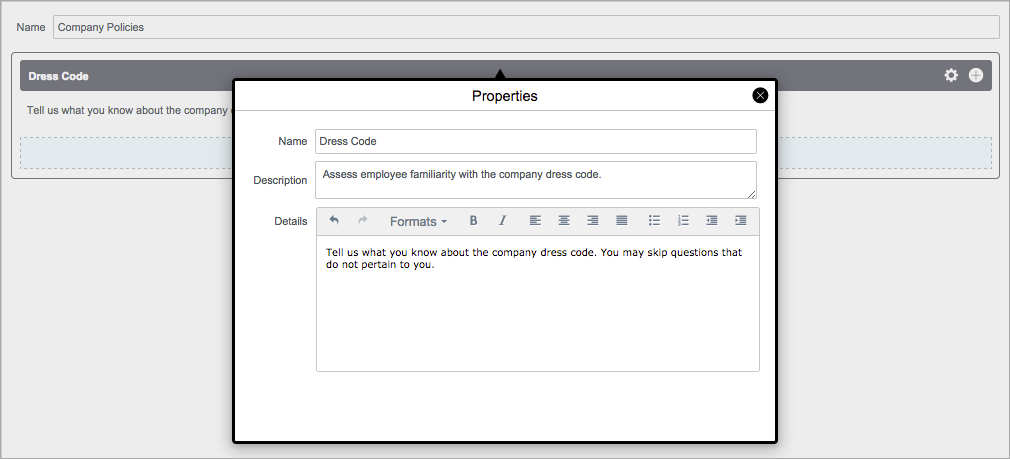 Name Company Policies
Dress Code
Tell us what you know about the company
Properties
Name Dress Code
Description Assess employee familiarity with the company dress code.
Details Formats B I
Tell us what you know about the company dress code. You may skip questions that
do not pertain to you.